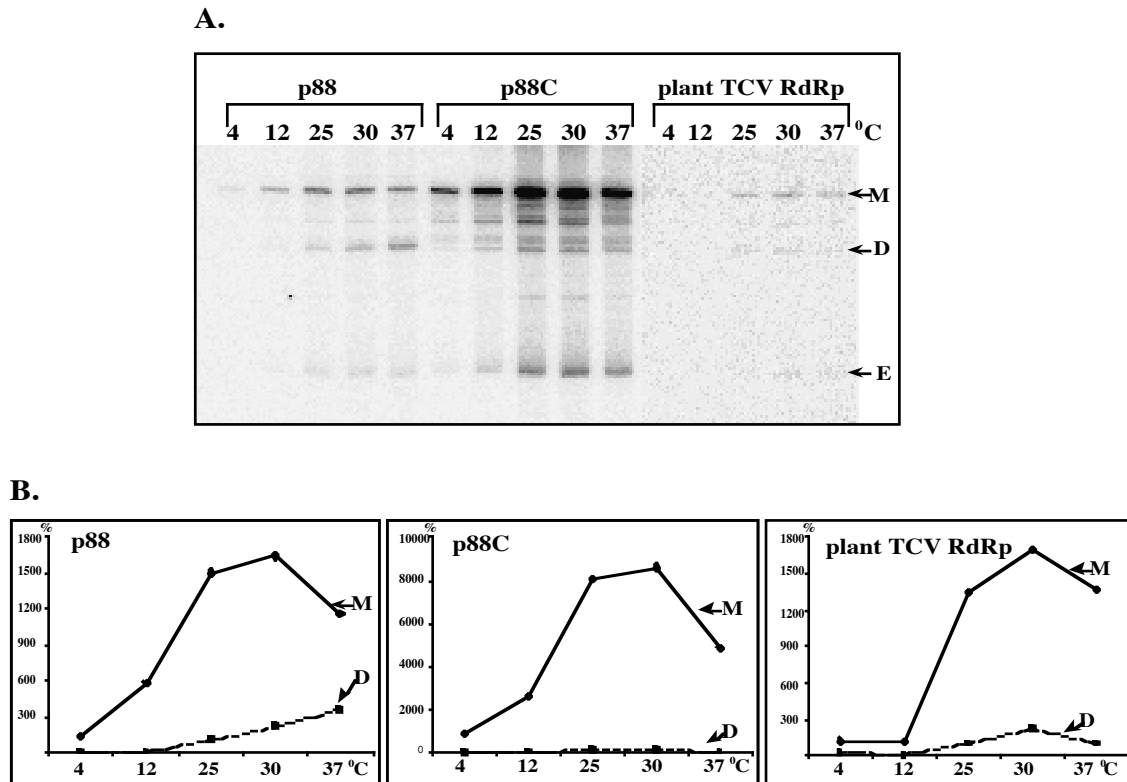 A.
p88 p88C plant TCV RdRp
4 12 25 30 37 4 12 25 30 37 4 12 25 30 37 ⁰C
M
D
E
B.
% % %
p88 p88C plant TCV RdRp
1800 10000 1800
1500 8000 1500
1200 6000 1200
900 4000 900
600 2000 600
300 0 300
M M M
D D D
4 12 25 30 37 ⁰C 4 12 25 30 37 ⁰C 4 12 25 30 37 ⁰C